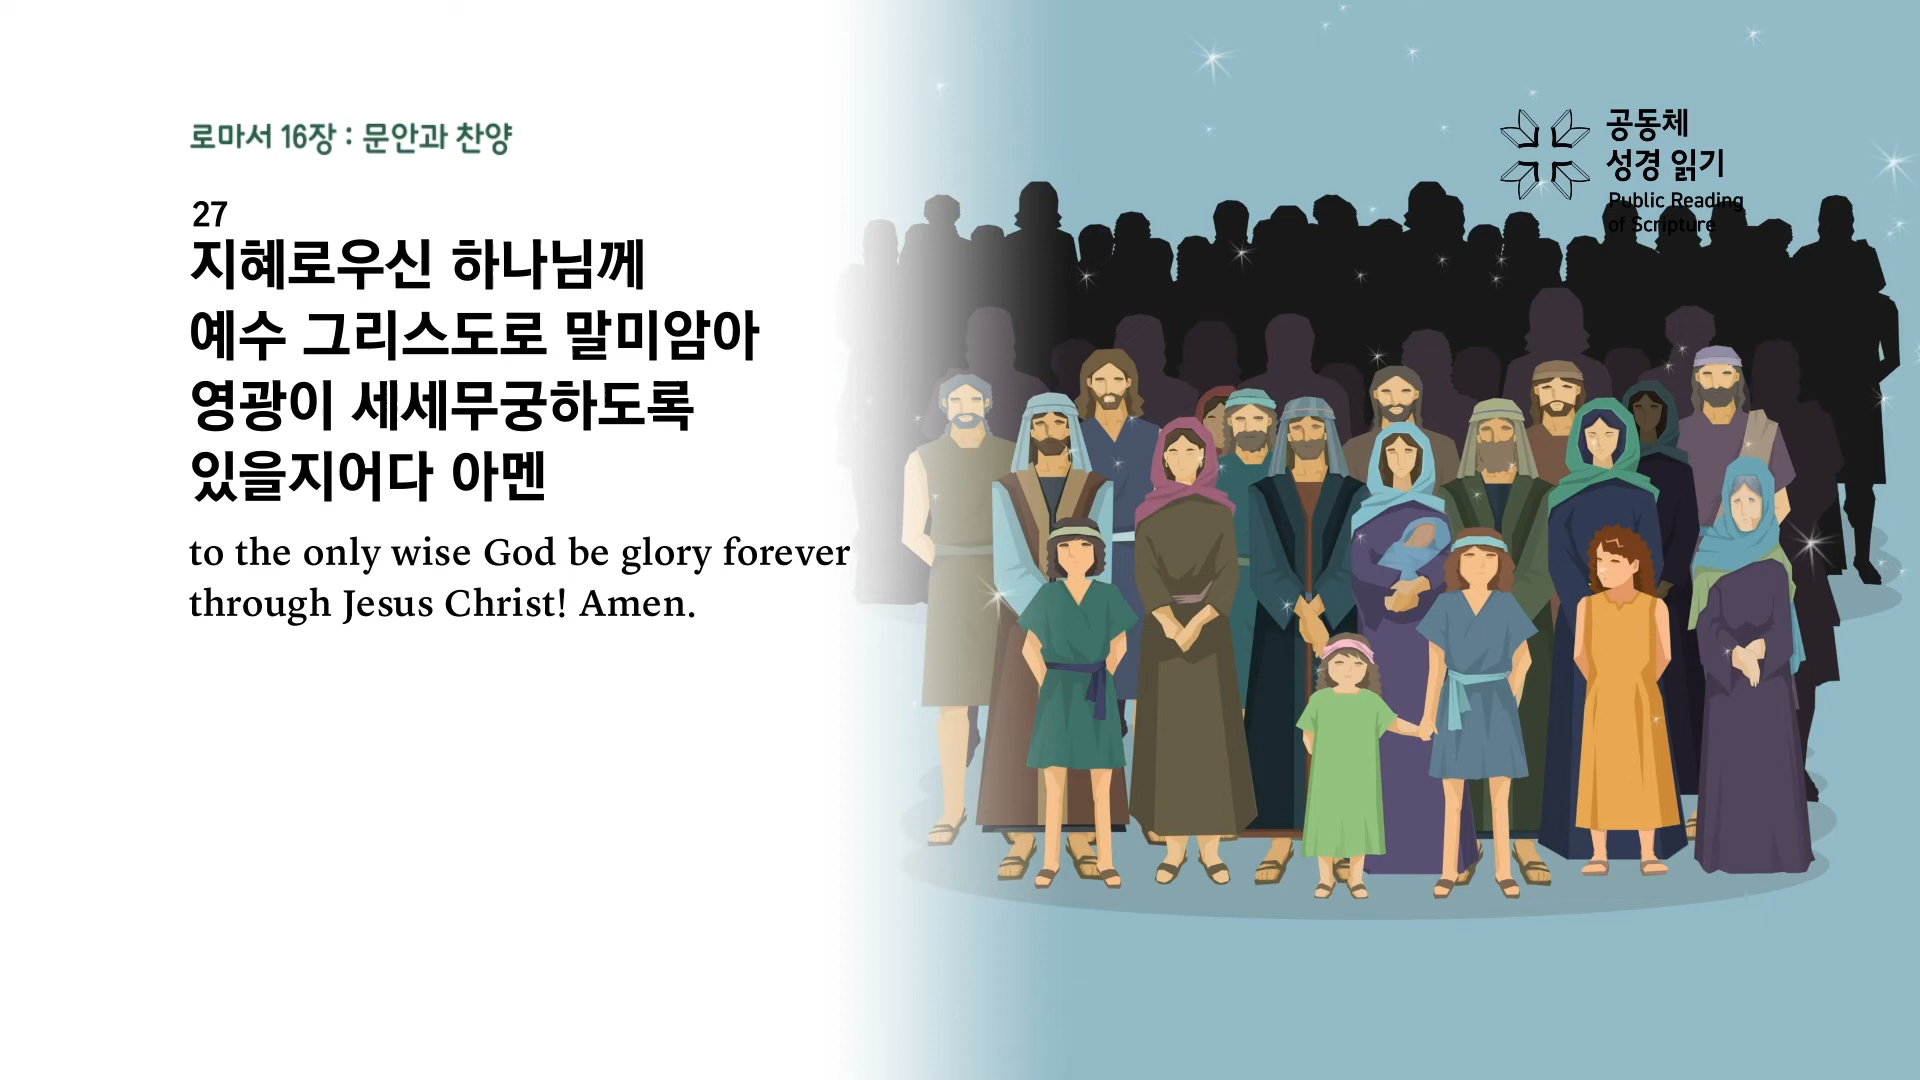 로마서 16장 : 문안과 찬양
27
지혜로우신 하나님께
예수 그리스도로 말미암아
영광이 세세무궁하도록
있을지어다 아멘
to the only wise God be glory forever
through Jesus Christ! Amen.
공동체
성경 읽기
Public Reading
of Scripture